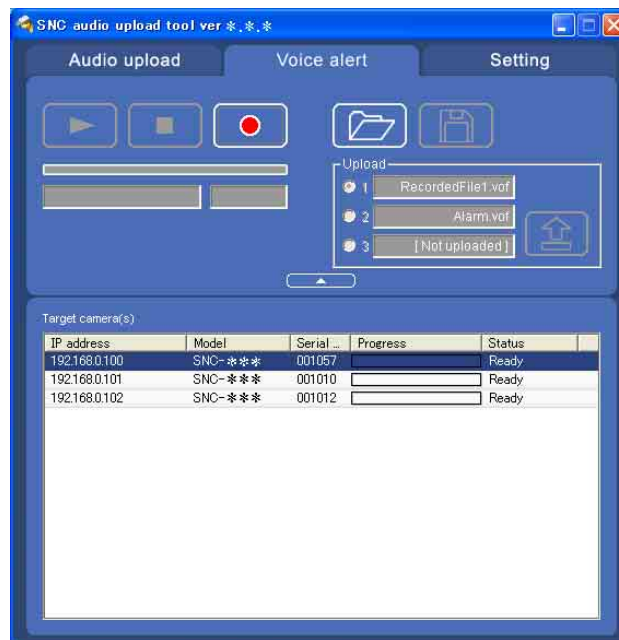 SNC audio upload tool ver *.*.*
Audio upload Voice alert Setting
Upload
1 RecordedFile1.vof
2 Alarm.vof
3 [ Not uploaded ]
Target camera(s)
IP address Model Serial ... Progress Status
192.168.0.100 SNC-*** 001057 Ready
192.168.0.101 SNC-*** 001010 Ready
192.168.0.102 SNC-*** 001012 Ready